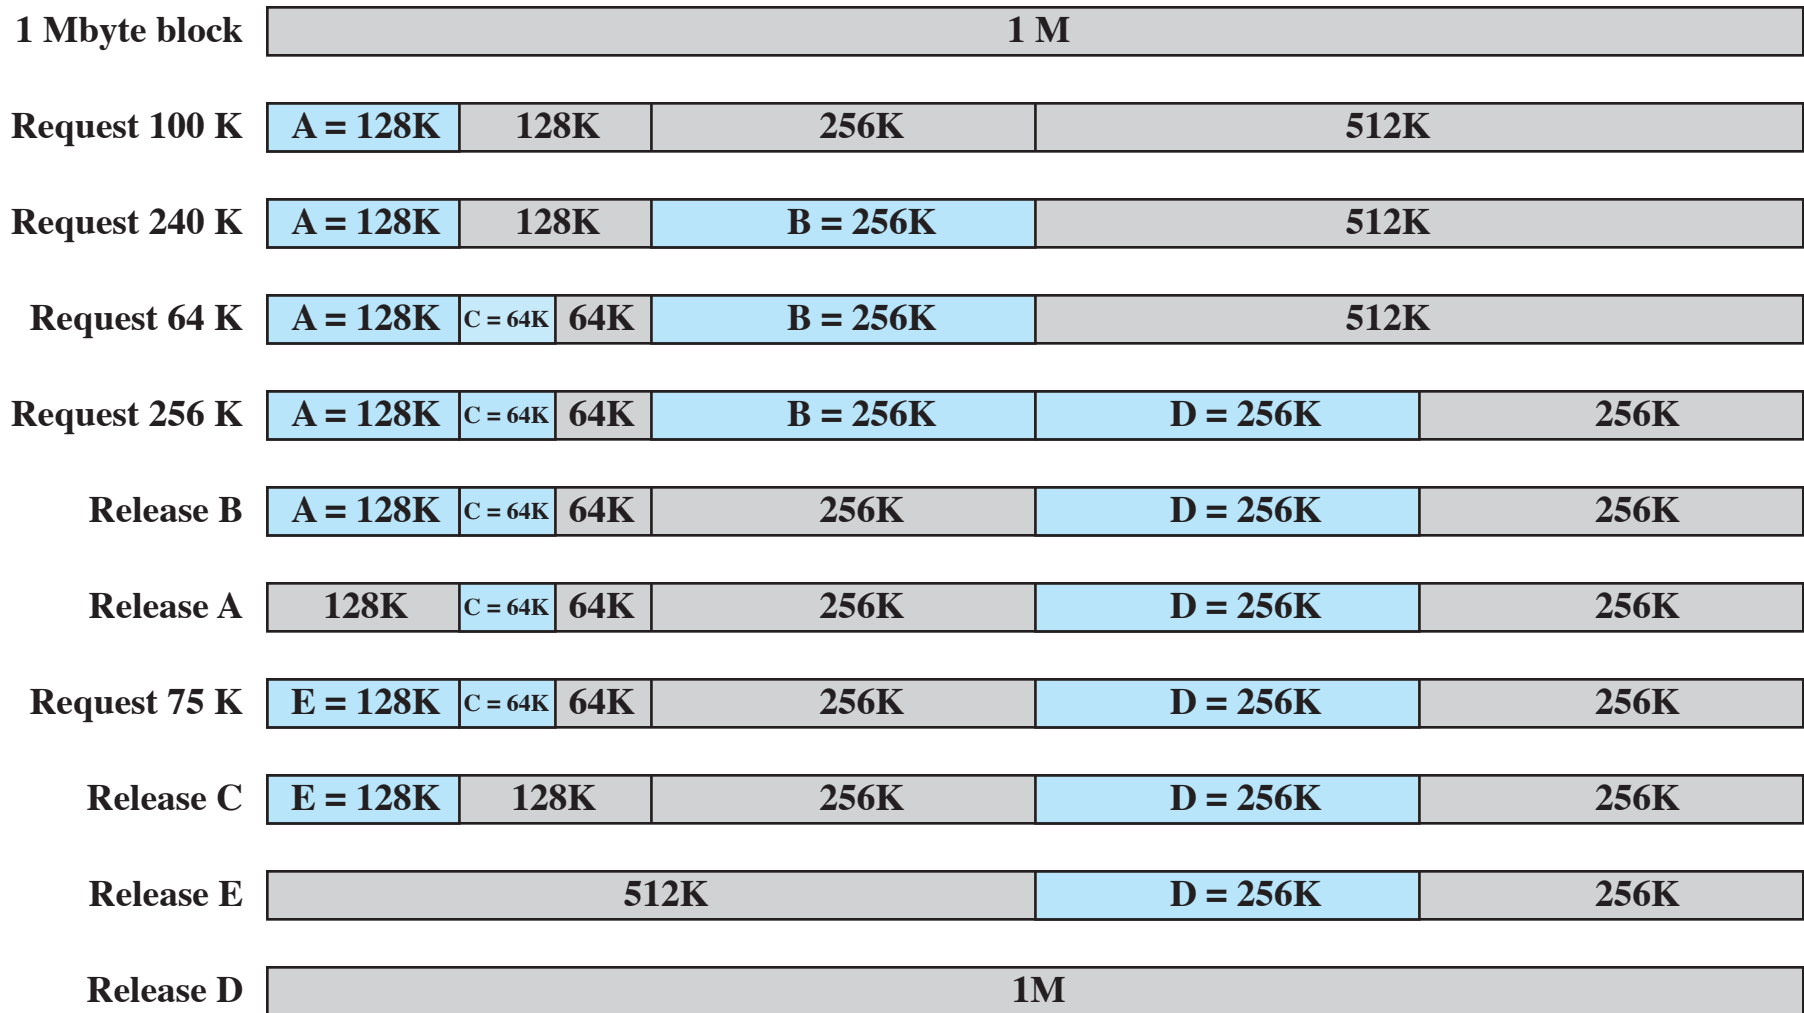 1 Mbyte block 1 M
Request 100 K A = 128K 128K 256K 512K
Request 240 K A = 128K 128K B = 256K 512K
Request 64 K A = 128K C = 64K 64K B = 256K 512K
Request 256 K A = 128K C = 64K 64K B = 256K D = 256K 256K
Release B A = 128K C = 64K 64K 256K D = 256K 256K
Release A 128K C = 64K 64K 256K D = 256K 256K
Request 75 K E = 128K C = 64K 64K 256K D = 256K 256K
Release C E = 128K 128K 256K D = 256K 256K
Release E 512K D = 256K 256K
Release D 1M